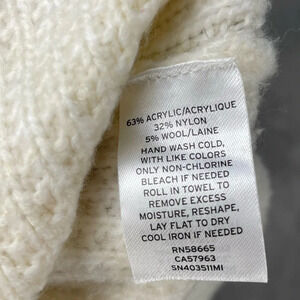 63% ACRYLIC/ACRYLIQUE
32% NYLON
5% WOOL/LAINE
HAND WASH COLD,
WITH LIKE COLORS
ONLY NON-CHLORINE
BLEACH IF NEEDED
ROLL IN TOWEL TO
REMOVE EXCESS
MOISTURE, RESHAPE,
LAY FLAT TO DRY
COOL IRON IF NEEDED
RN58665
CA57963
SN403511MI